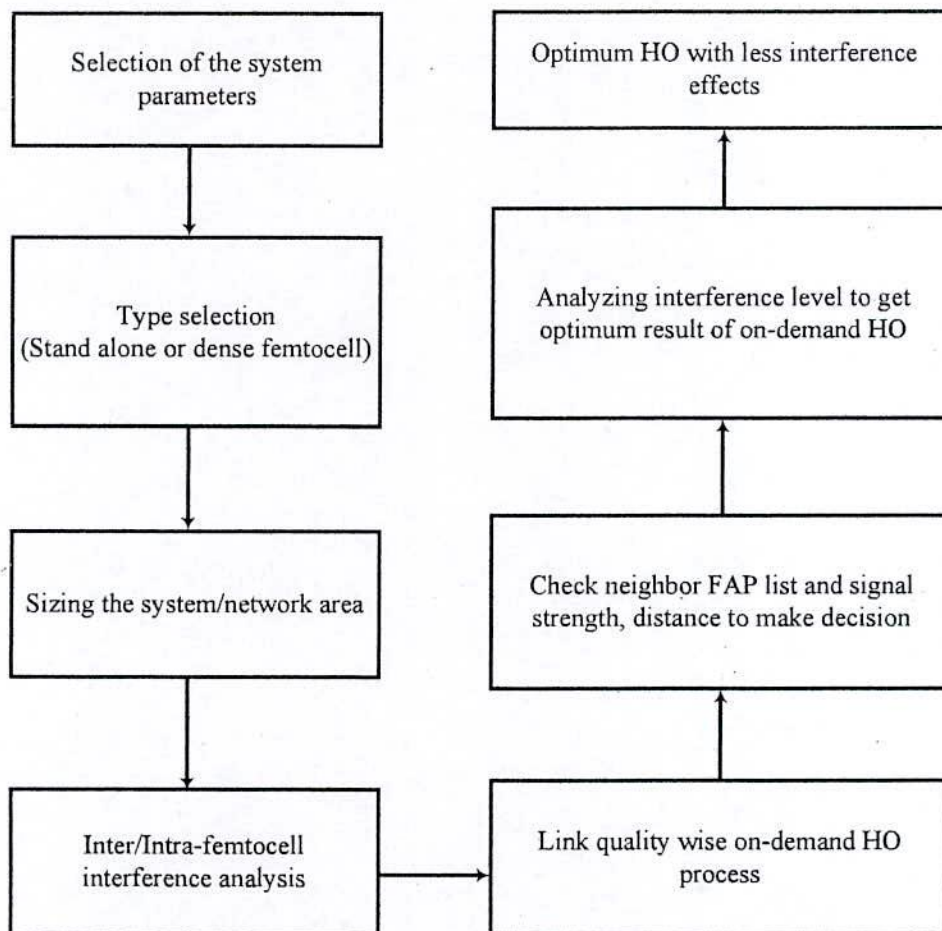 Selection of the system
parameters
Type selection
(Stand alone or dense femtocell)
Sizing the system/network area
Inter/Intra-femtocell
interference analysis
Link quality wise on-demand HO
process
Check neighbor FAP list and signal
strength, distance to make decision
Analyzing interference level to get
optimum result of on-demand HO
Optimum HO with less interference
effects